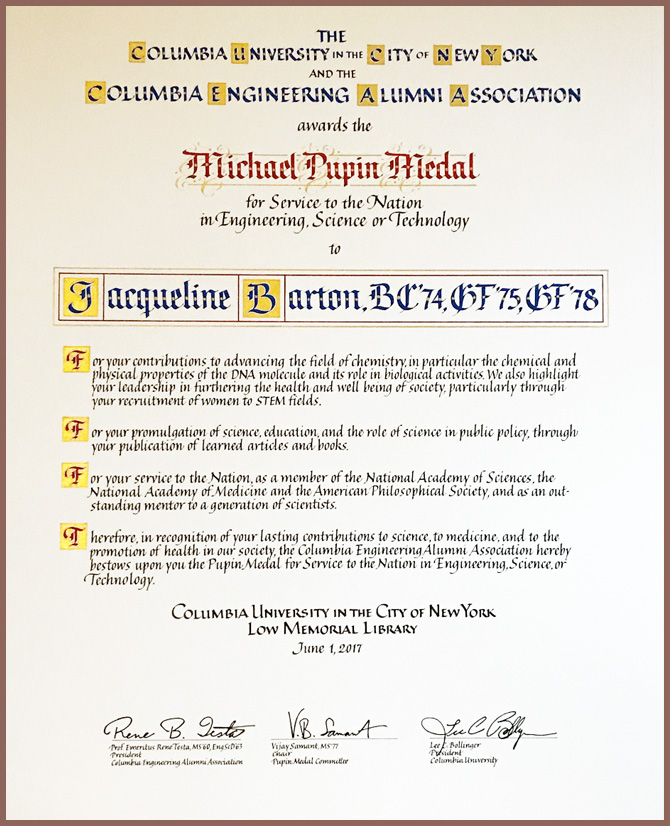 THE
COLUMBIA UNIVERSITY IN THE CITY OF NEW YORK
AND THE
COLUMBIA ENGINEERING ALUMNI ASSOCIATION
awards the
Michael Pupin Medal
for Service to the Nation
in Engineering, Science or Technology
to
Jacqueline Barton, BC'74, GF'75, GF'78
For your contributions to advancing the field of chemistry, in particular the chemical and
physical properties of the DNA molecule and its role in biological activities. We also highlight
your leadership in furthering the health and well being of society, particularly through
your recruitment of women to STEM fields.
For your promulgation of science, education, and the role of science in public policy, through
your publication of learned articles and books.
For your service to the Nation, as a member of the National Academy of Sciences, the
National Academy of Medicine and the American Philosophical Society, and as an out-
standing mentor to a generation of scientists.
Therefore, in recognition of your lasting contributions to science, to medicine, and to the
promotion of health in our society, the Columbia Engineering Alumni Association hereby
bestows upon you the Pupin Medal for Service to the Nation in Engineering, Science, or
Technology.
COLUMBIA UNIVERSITY IN THE CITY OF NEW YORK
LOW MEMORIAL LIBRARY
June 1, 2017
Rene B. Testa V.B. Samant Lee C. Bollinger
Prof Emeritus Rene Testa, MS'60, EngScD'63 Vijay Samant, MS'77 Lee C. Bollinger
President Chair President
Columbia Engineering Alumni Association Pupin Medal Committee Columbia University